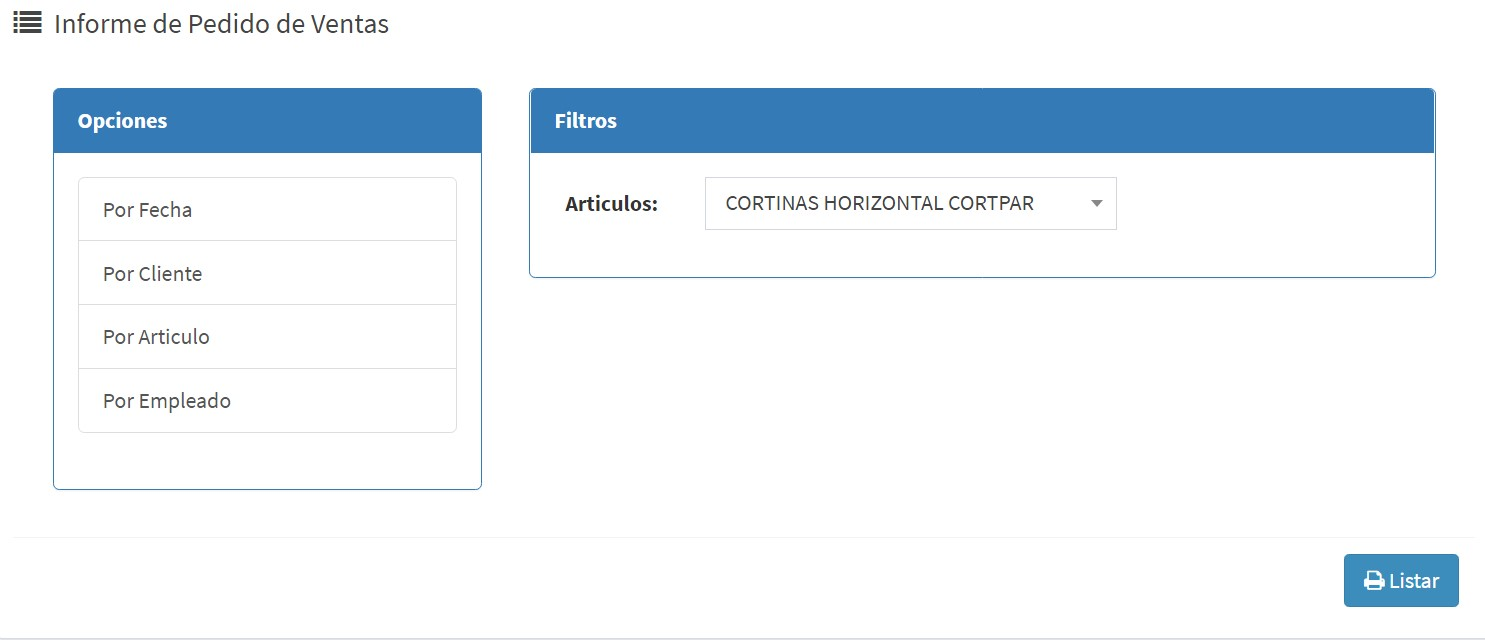 Informe de Pedido de Ventas
Opciones
Por Fecha
Por Cliente
Por Articulo
Por Empleado
Filtros
Articulos: CORTINAS HORIZONTAL CORTPAR
Listar